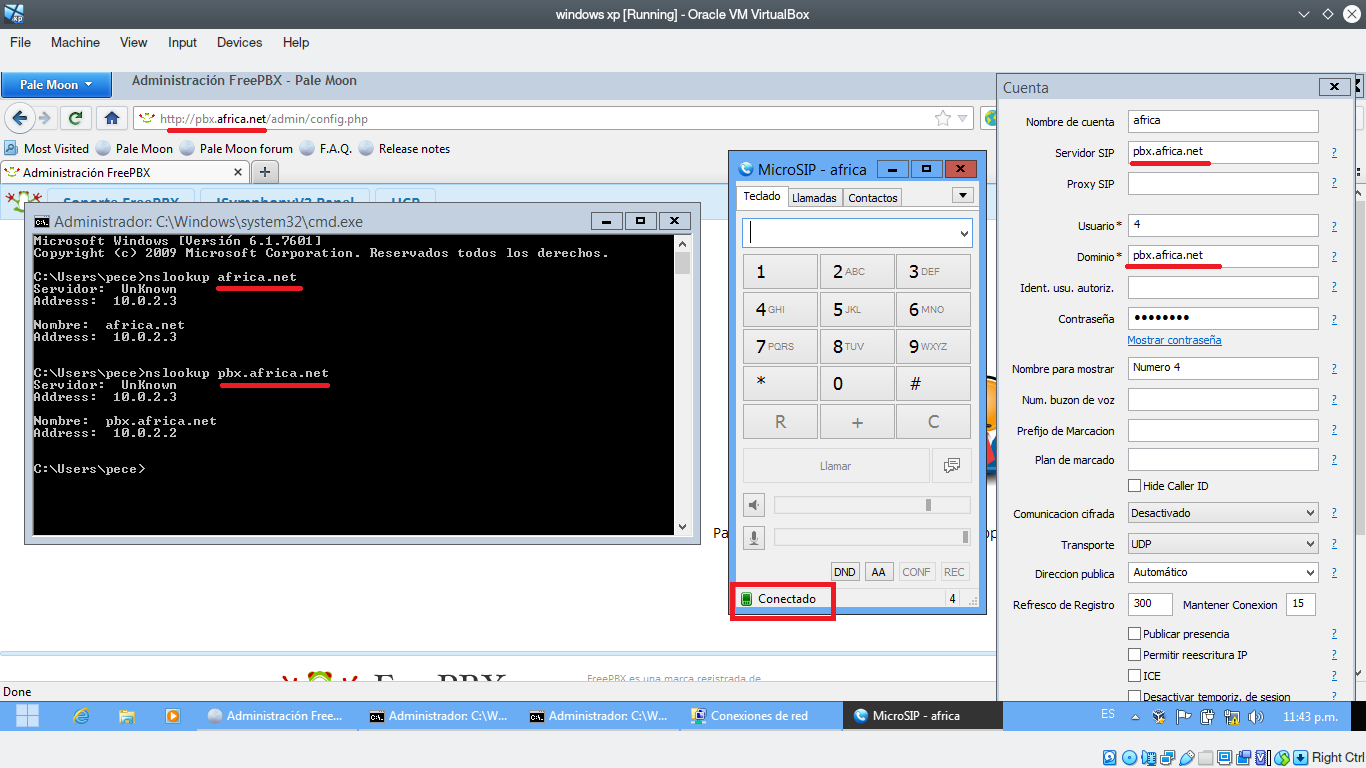 windows xp [Running] - Oracle VM VirtualBox
File Machine View Input Devices Help
Pale Moon
Administración FreePBX - Pale Moon
http://pbx.africa.net/admin/config.php
Most Visited Pale Moon Pale Moon forum F.A.Q. Release notes
Administración FreePBX
Soporte FreePBX iSymphonyV3 Panel UCP
Administrador: C:\Windows\system32\cmd.exe
Microsoft Windows [Versión 6.1.7601]
Copyright (c) 2009 Microsoft Corporation. Reservados todos los derechos.
C:\Users\pece>nslookup africa.net
Servidor: UnKnown
Address: 10.0.2.3
Nombre: africa.net
Address: 10.0.2.3
C:\Users\pece>nslookup pbx.africa.net
Servidor: UnKnown
Address: 10.0.2.3
Nombre: pbx.africa.net
Address: 10.0.2.2
C:\Users\pece>
MicroSIP - africa
Teclado Llamadas Contactos
1 2 ABC 3 DEF
4 GHI 5 JKL 6 MNO
7 PQRS 8 TUV 9 WXYZ
* 0 #
R + C
Llamar
DND AA CONF REC
Conectado 4
Cuenta
Nombre de cuenta africa
Servidor SIP pbx.africa.net ?
Proxy SIP ?
Usuario* 4
Dominio* pbx.africa.net ?
Ident. usu. autoriz. ?
Contraseña •••••••• ?
Mostrar contraseña
Nombre para mostrar Numero 4 ?
Num. buzon de voz ?
Prefijo de Marcacion ?
Plan de marcado ?
Hide Caller ID
Comunicacion cifrada Desactivado ?
Transporte UDP ?
Direccion publica Automático ?
Refresco de Registro 300 Mantener Conexion 15
Publicar presencia ?
Permitir reescritura IP ?
ICE ?
Desactivar temporiz. de sesion ?
Pa
op
FreePBX
FreePBX es una marca registrada de
Done
Administración Free... Administrador: C:\W... Administrador: C:\W... Conexiones de red MicroSIP - africa ES 11:43 p.m.
Right Ctrl